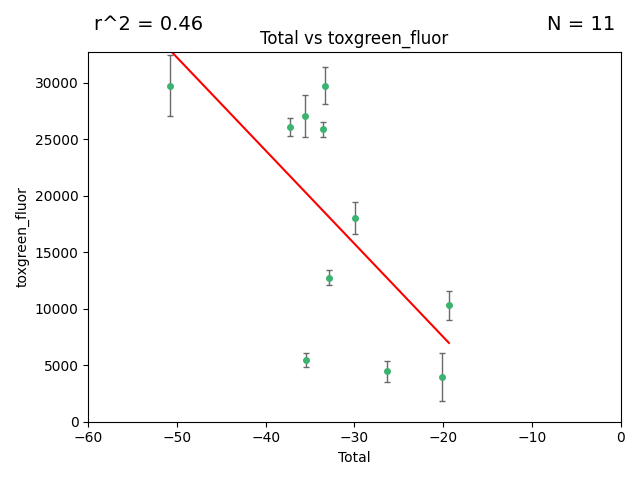 r^2 = 0.46
N = 11
Total vs toxgreen_fluor
toxgreen_fluor
30000
25000
20000
15000
10000
5000
0
−60
−50
−40
−30
−20
−10
0
Total